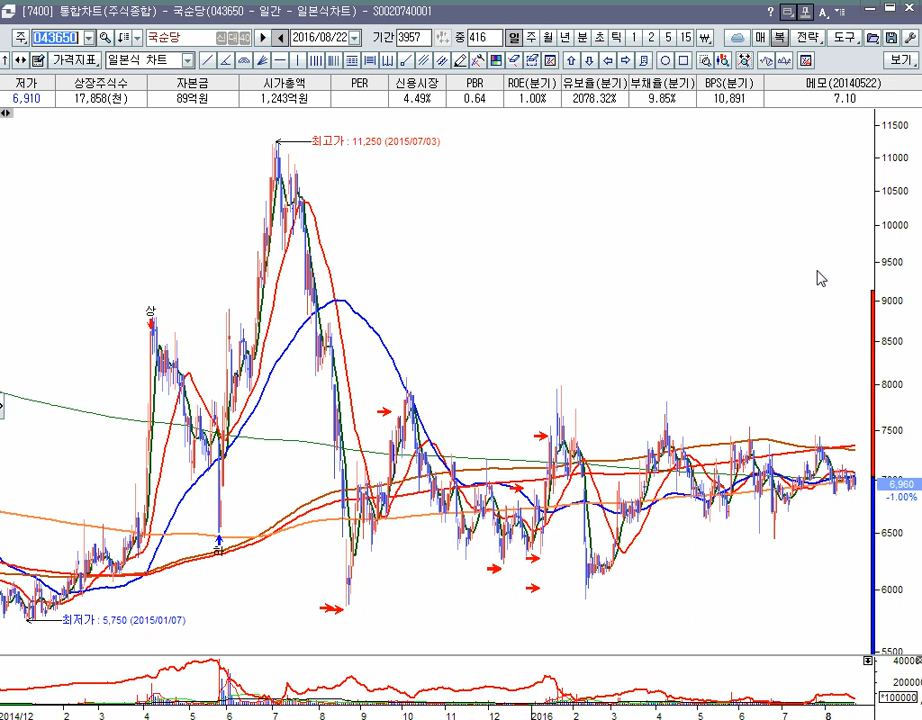 [7400] 통합차트(주식종합) - 국순당(043650 - 일간 - 일본식차트) - S0020740001
주 043650 국순당 신 대 40 2016/08/22 기간 3957 중 416 일 주 월 년 분 초 틱 1 2 3 5 15 매 복 전략 도구
가격지표 일본식 차트 보기
저가 상장주식수 자본금 시가총액 PER 신용시장 PBR ROE(분기) 유보율(분기) 부채율(분기) BPS(분기) 메모(20140522)
6,910 17,858(천) 89억원 1,243억원 4.49% 0.64 1.00% 2078.32% 9.85% 10,891 7.10
11500
최고가 : 11,250 (2015/07/03)
11000
10500
10000
9500
9000
상
8500
8000
7500
6,960
-1.00%
6500
하
6000
최저가 : 5,750 (2015/01/07)
5500
40000
20000
*100000
2014/12 2 3 4 5 6 7 8 9 10 11 12 2016 2 3 4 5 6 7 8